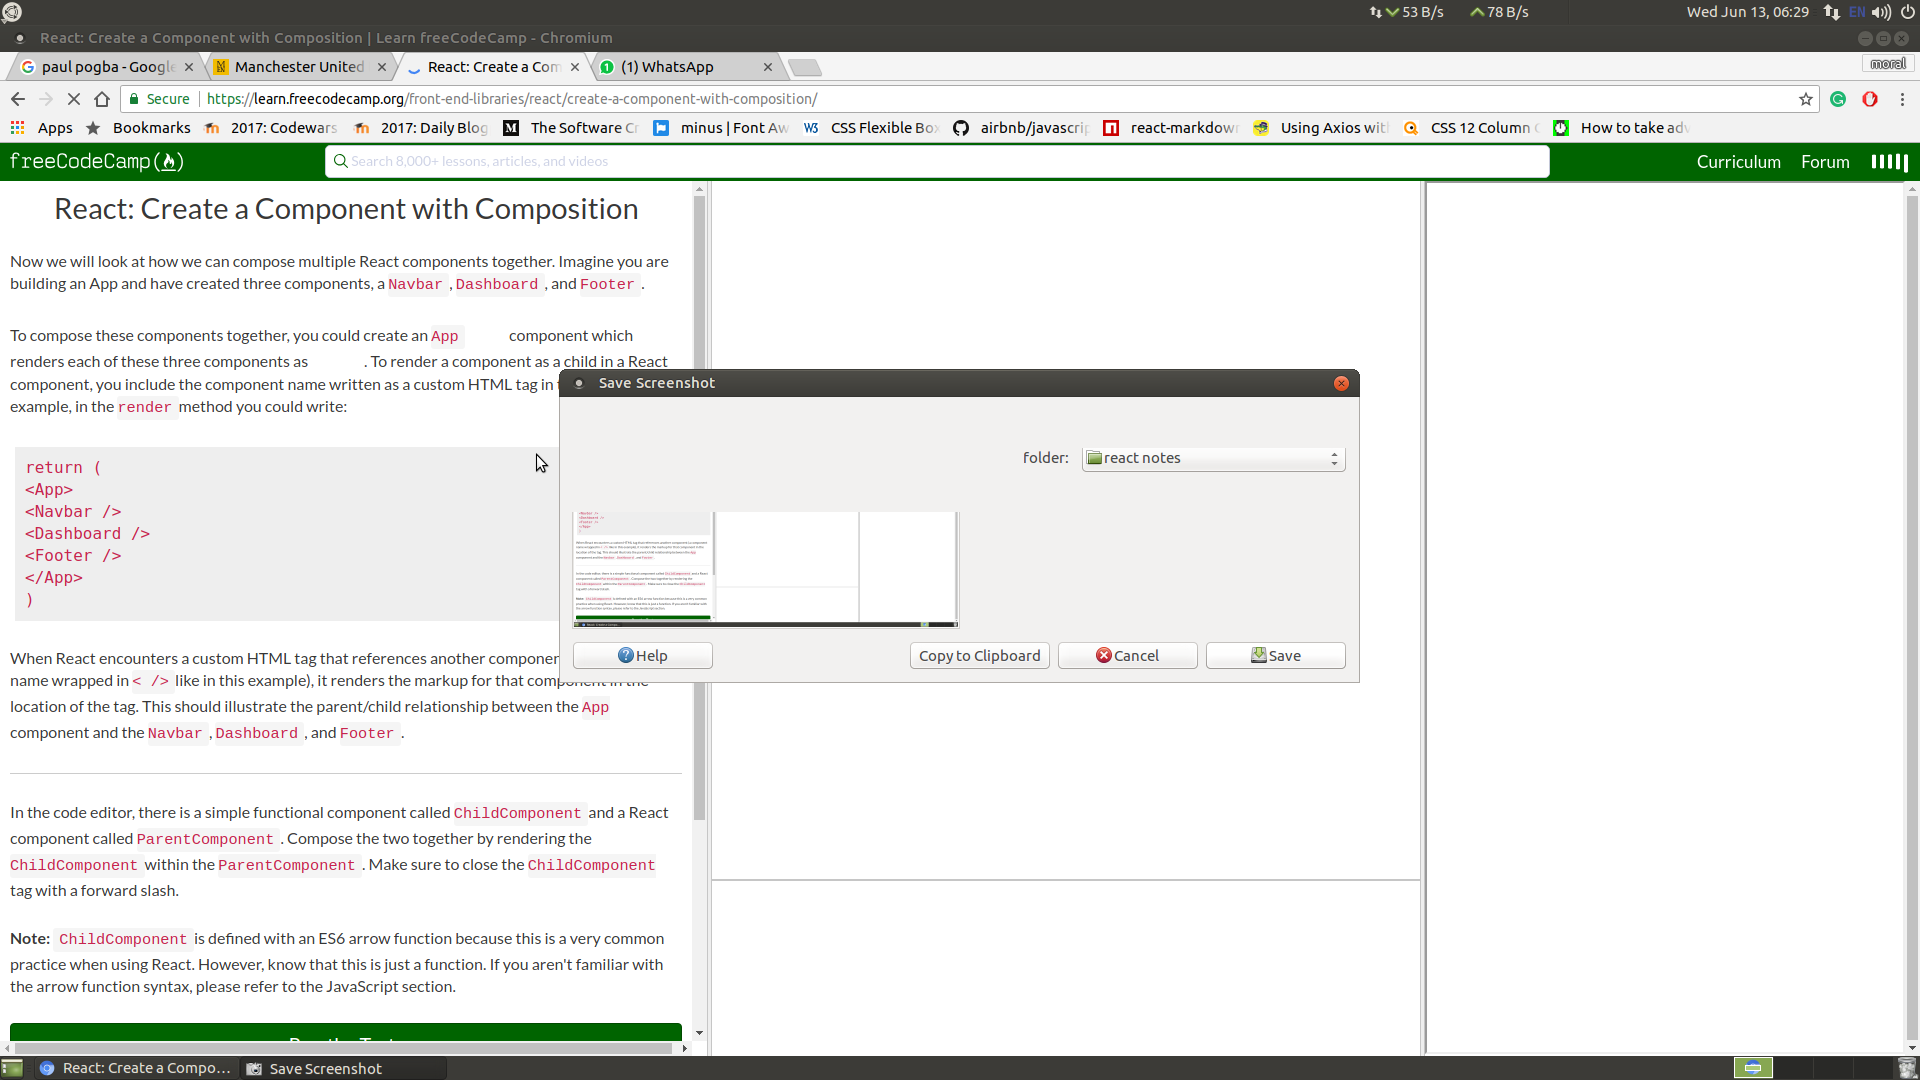 53 B/s
78 B/s
Wed Jun 13, 06:29
EN
React: Create a Component with Composition | Learn freeCodeCamp - Chromium
paul pogba - Google
Manchester United
React: Create a Com
(1) WhatsApp
moral
Secure
https://learn.freecodecamp.org/front-end-libraries/react/create-a-component-with-composition/
Apps
Bookmarks
2017: Codewars
2017: Daily Blog
The Software Cr
minus | Font Aw
CSS Flexible Box
airbnb/javascrip
react-markdown
Using Axios with
CSS 12 Column
How to take adv
freeCodeCamp
Search 8,000+ lessons, articles, and videos
Curriculum
Forum
React: Create a Component with Composition
Now we will look at how we can compose multiple React components together. Imagine you are
building an App and have created three components, a Navbar , Dashboard , and Footer .
To compose these components together, you could create an App component which
renders each of these three components as . To render a component as a child in a React
component, you include the component name written as a custom HTML tag in
example, in the render method you could write:
return (
<App>
<Navbar />
<Dashboard />
<Footer />
</App>
)
When React encounters a custom HTML tag that references another componen
name wrapped in < /> like in this example), it renders the markup for that component in the
location of the tag. This should illustrate the parent/child relationship between the App
component and the Navbar , Dashboard , and Footer .
In the code editor, there is a simple functional component called ChildComponent and a React
component called ParentComponent . Compose the two together by rendering the
ChildComponent within the ParentComponent . Make sure to close the ChildComponent
tag with a forward slash.
Note: ChildComponent is defined with an ES6 arrow function because this is a very common
practice when using React. However, know that this is just a function. If you aren't familiar with
the arrow function syntax, please refer to the JavaScript section.
Save Screenshot
folder:
react notes
Help
Copy to Clipboard
Cancel
Save
React: Create a Compo...
Save Screenshot